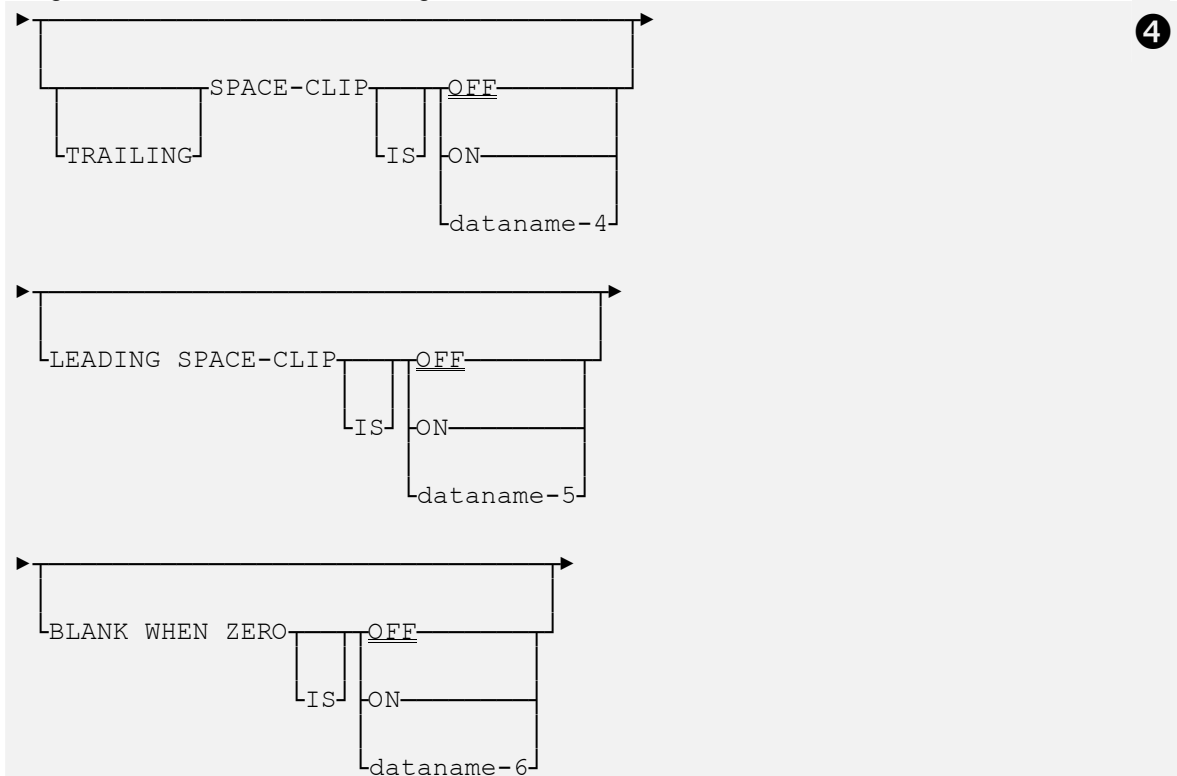 ❹
SPACE-CLIP OFF
TRAILING IS ON
dataname-4
LEADING SPACE-CLIP OFF
IS ON
dataname-5
BLANK WHEN ZERO OFF
IS ON
dataname-6